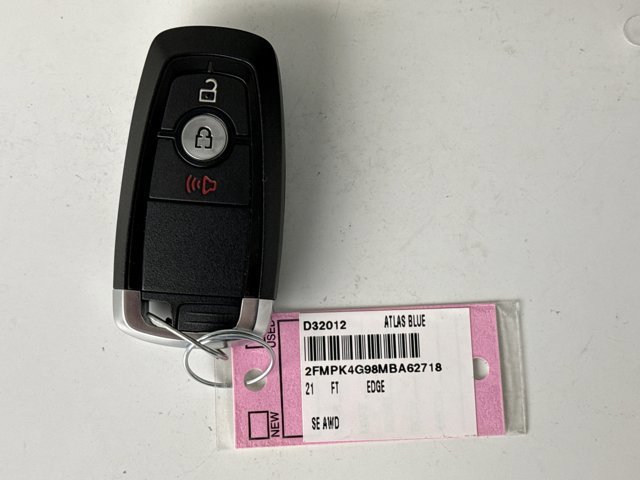 D32012 ATLAS BLUE
2FMPK4G98MBA62718
21 FT EDGE
SE AWD
USED
NEW